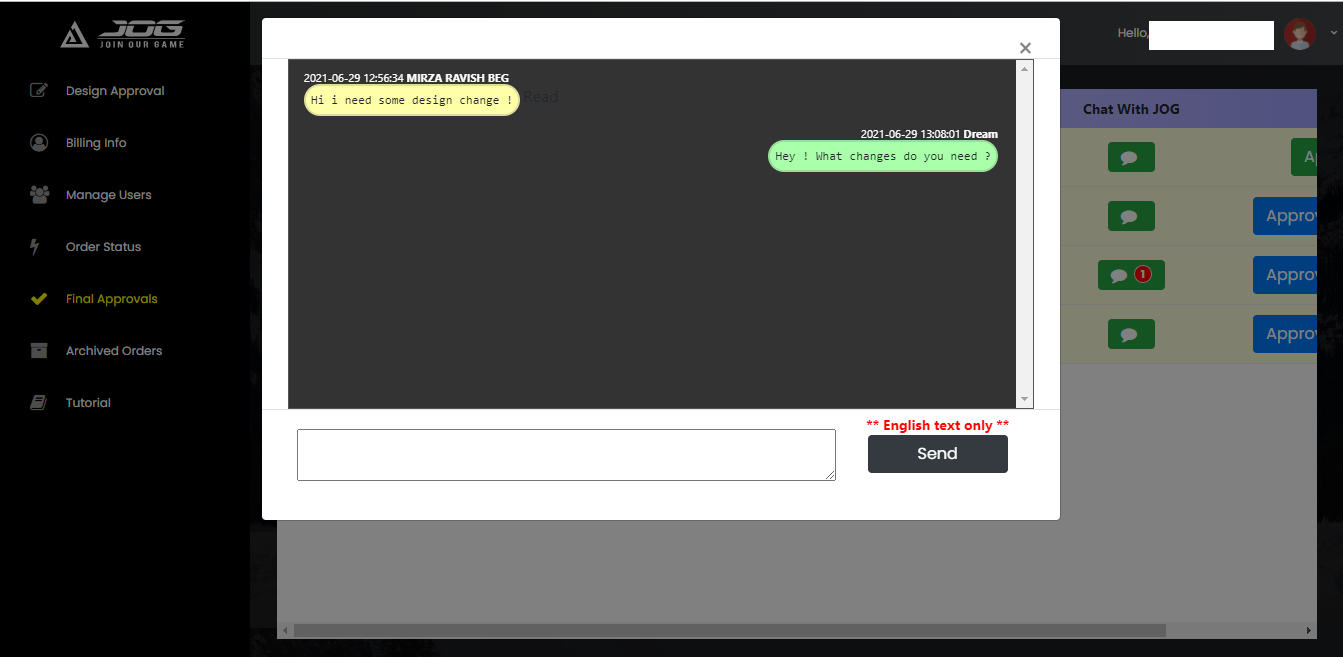 JOG
JOIN OUR GAME
Hello,
×
Design Approval
Billing Info
Manage Users
Order Status
Final Approvals
Archived Orders
Tutorial
2021-06-29 12:56:34 MIRZA RAVISH BEG
Hi i need some design change ! Read
2021-06-29 13:08:01 Dream
Hey ! What changes do you need ?
** English text only **
Send
Chat With JOG
Ap
Approv
1
Approv
Approv